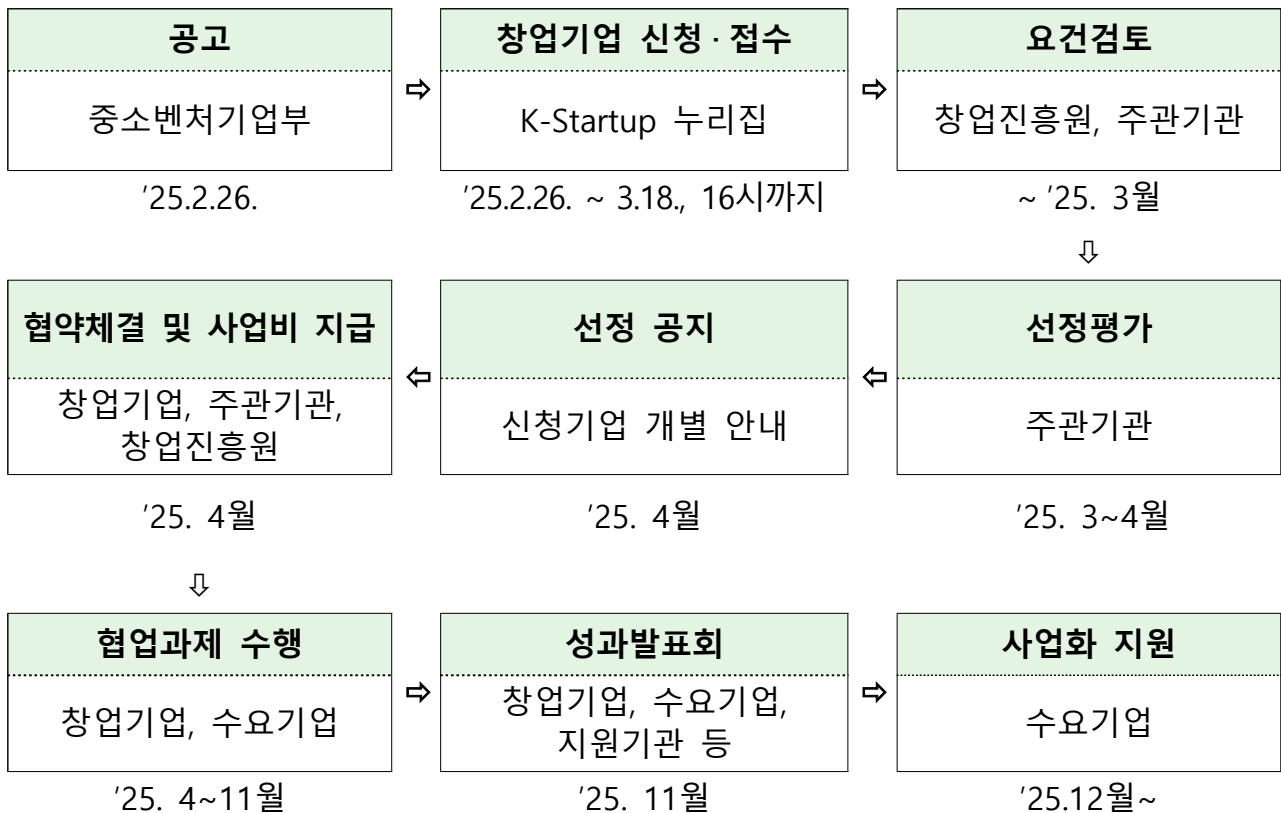 공고
중소벤처기업부
'25.2.26.
⇨
창업기업 신청·접수
K-Startup 누리집
'25.2.26. ~ 3.18., 16시까지
⇨
요건검토
창업진흥원, 주관기관
~ '25. 3월
⇩
선정평가
주관기관
'25. 3~4월
⇦
선정 공지
신청기업 개별 안내
'25. 4월
⇦
협약체결 및 사업비 지급
창업기업, 주관기관,
창업진흥원
'25. 4월
⇩
협업과제 수행
창업기업, 수요기업
'25. 4~11월
⇨
성과발표회
창업기업, 수요기업,
지원기관 등
'25. 11월
⇨
사업화 지원
수요기업
'25.12월~